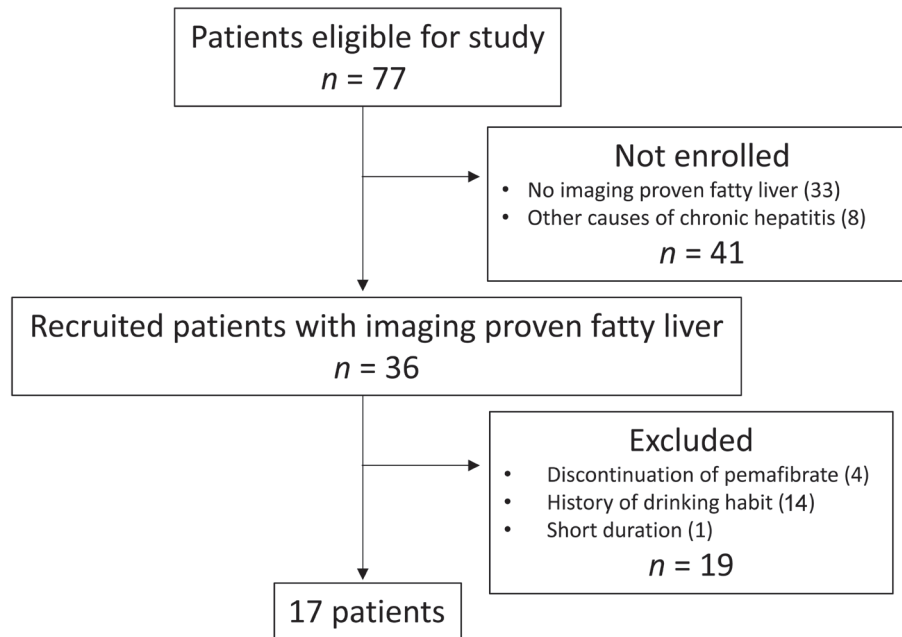 Patients eligible for study
n = 77
Not enrolled
• No imaging proven fatty liver (33)
• Other causes of chronic hepatitis (8)
n = 41
Recruited patients with imaging proven fatty liver
n = 36
Excluded
• Discontinuation of pemafibrate (4)
• History of drinking habit (14)
• Short duration (1)
n = 19
17 patients